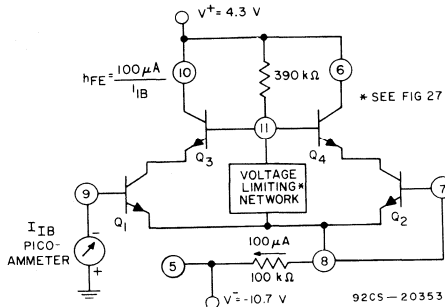 V⁺ = 4.3 V
hFE = 100 μA / IIB
10
390 kΩ
6
* SEE FIG 27
11
Q3
Q4
9
VOLTAGE
LIMITING*
NETWORK
7
Q1
Q2
IIB
PICO-
AMMETER
-
+
100 μA
5
100 kΩ
8
V⁻ = -10.7 V
92CS-20353